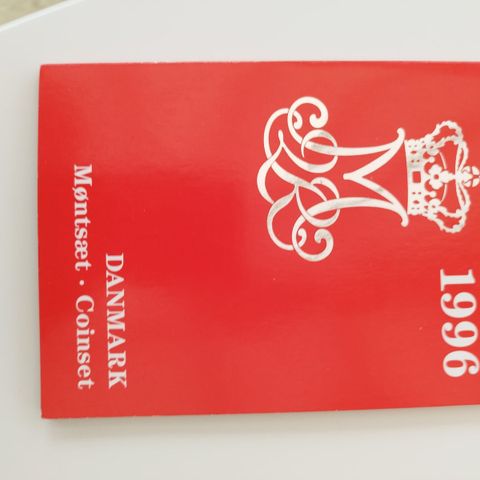 1996
DANMARK
Møntsæt · Coinset